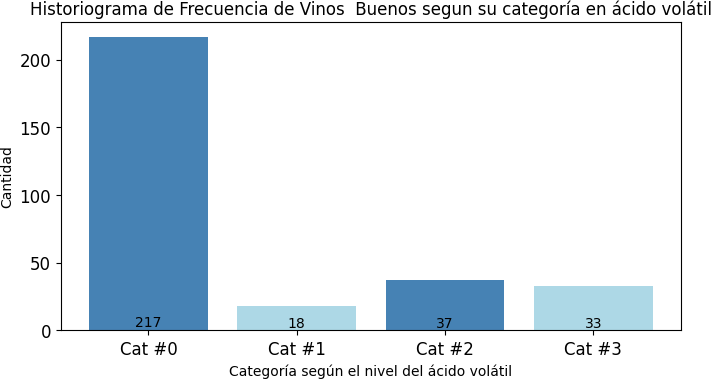 Historiograma de Frecuencia de Vinos  Buenos segun su categoría en ácido volátil
Cantidad
200
150
100
50
0
217
18
37
33
Cat #0
Cat #1
Cat #2
Cat #3
Categoría según el nivel del ácido volátil